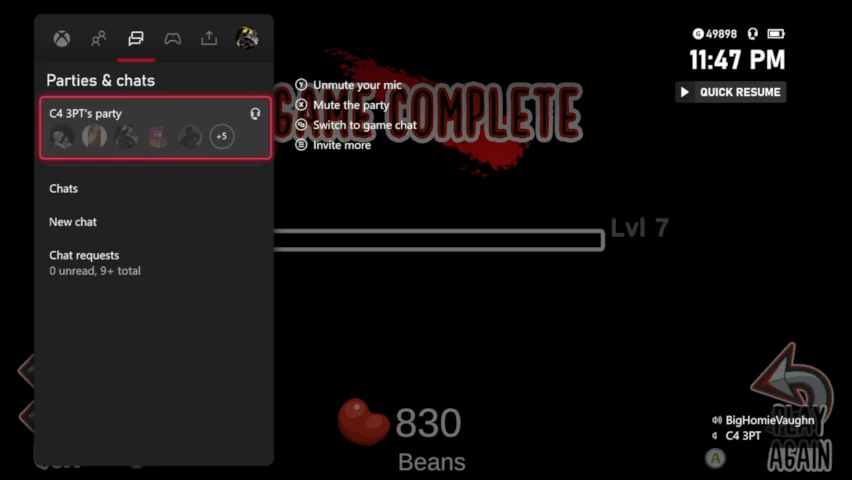 49898
11:47 PM
QUICK RESUME
Parties & chats
C4 3PT's party
+5
Y Unmute your mic
X Mute the party
Switch to game chat
Invite more
GAME COMPLETE
Chats
New chat
Chat requests
0 unread, 9+ total
Lvl 7
830
Beans
BigHomieVaughn
C4 3PT
A
PLAY
AGAIN